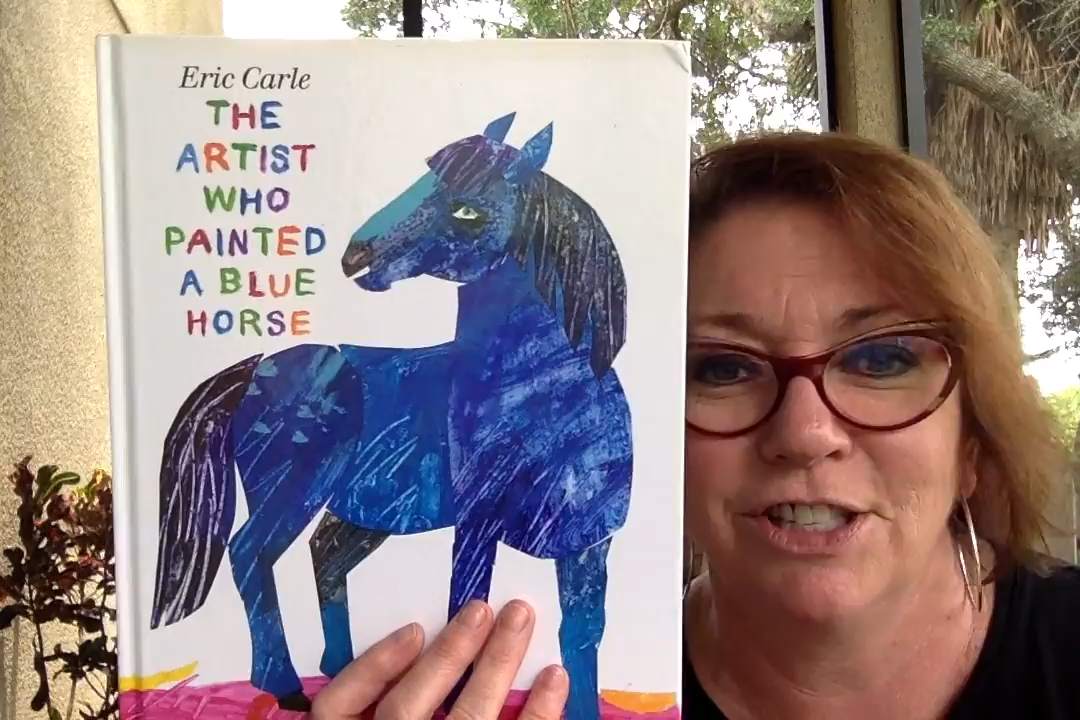 Eric Carle
THE
ARTIST
WHO
PAINTED
A BLUE
HORSE